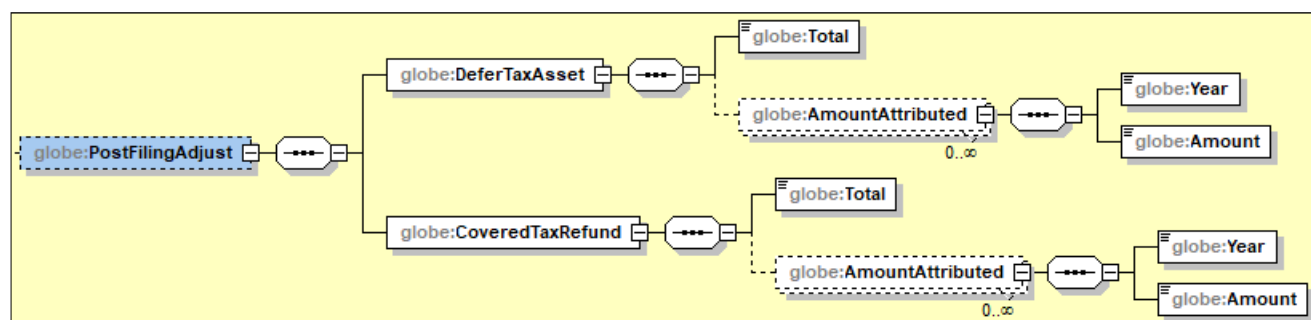 globe:PostFilingAdjust
globe:DeferTaxAsset
globe:Total
globe:AmountAttributed
0..∞
globe:Year
globe:Amount
globe:CoveredTaxRefund
globe:Total
globe:AmountAttributed
0..∞
globe:Year
globe:Amount